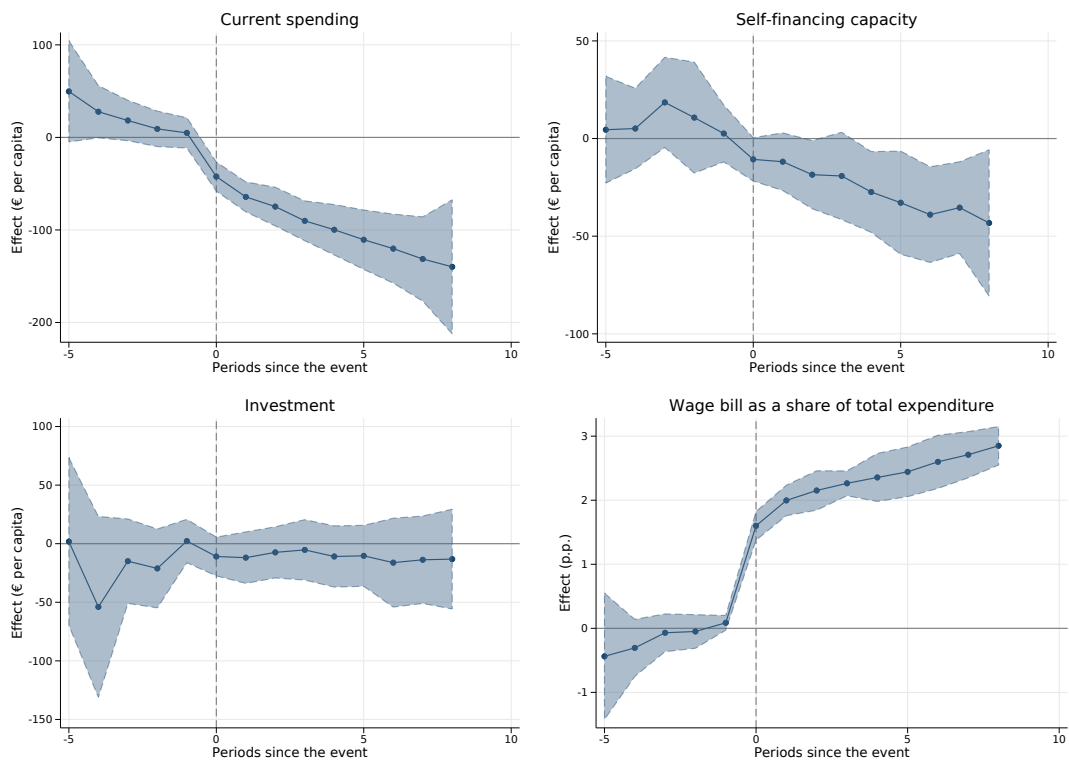 Current spending
Effect (€ per capita)
100
0
-100
-200
-5
0
5
10
Periods since the event
Self-financing capacity
Effect (€ per capita)
50
0
-50
-100
-5
0
5
10
Periods since the event
Investment
Effect (€ per capita)
100
50
0
-50
-100
-150
-5
0
5
10
Periods since the event
Wage bill as a share of total expenditure
Effect (p.p.)
3
2
1
0
-1
-5
0
5
10
Periods since the event